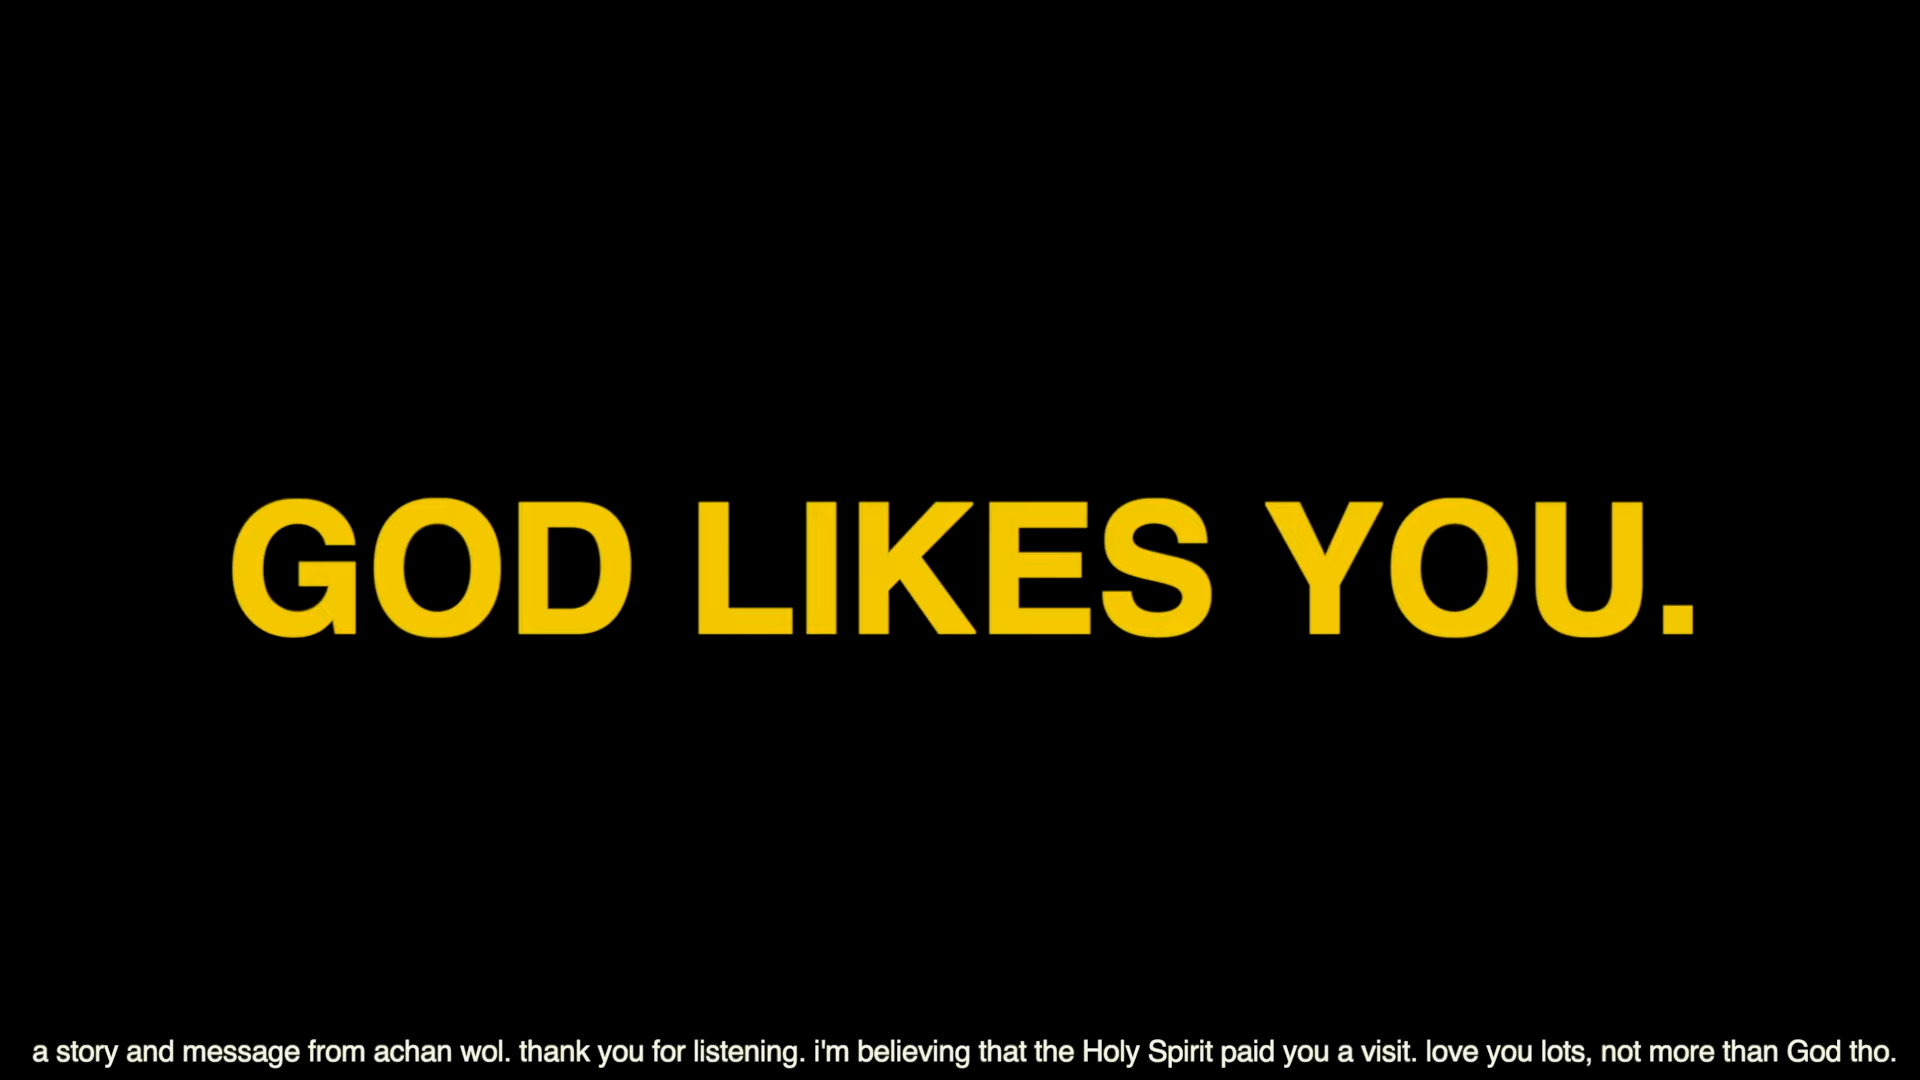 GOD LIKES YOU.
a story and message from achan wol. thank you for listening. i'm believing that the Holy Spirit paid you a visit. love you lots, not more than God tho.